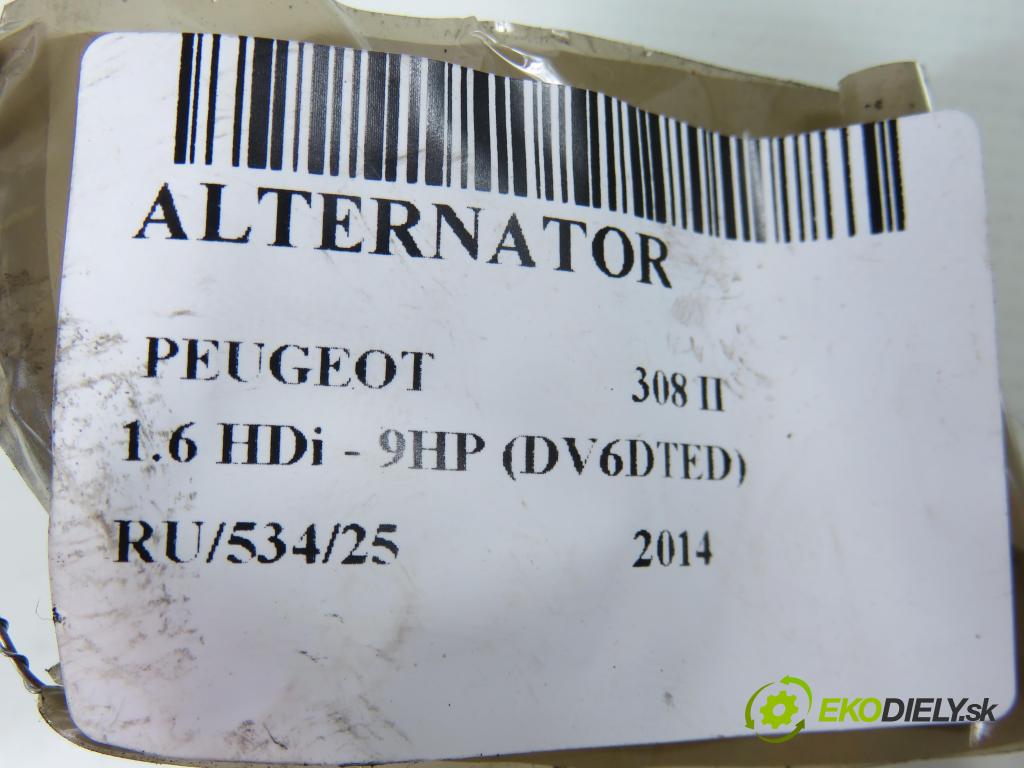 ALTERNATOR
PEUGEOT 308 II
1.6 HDi - 9HP (DV6DTED)
RU/534/25 2014
EKODIELY.sk